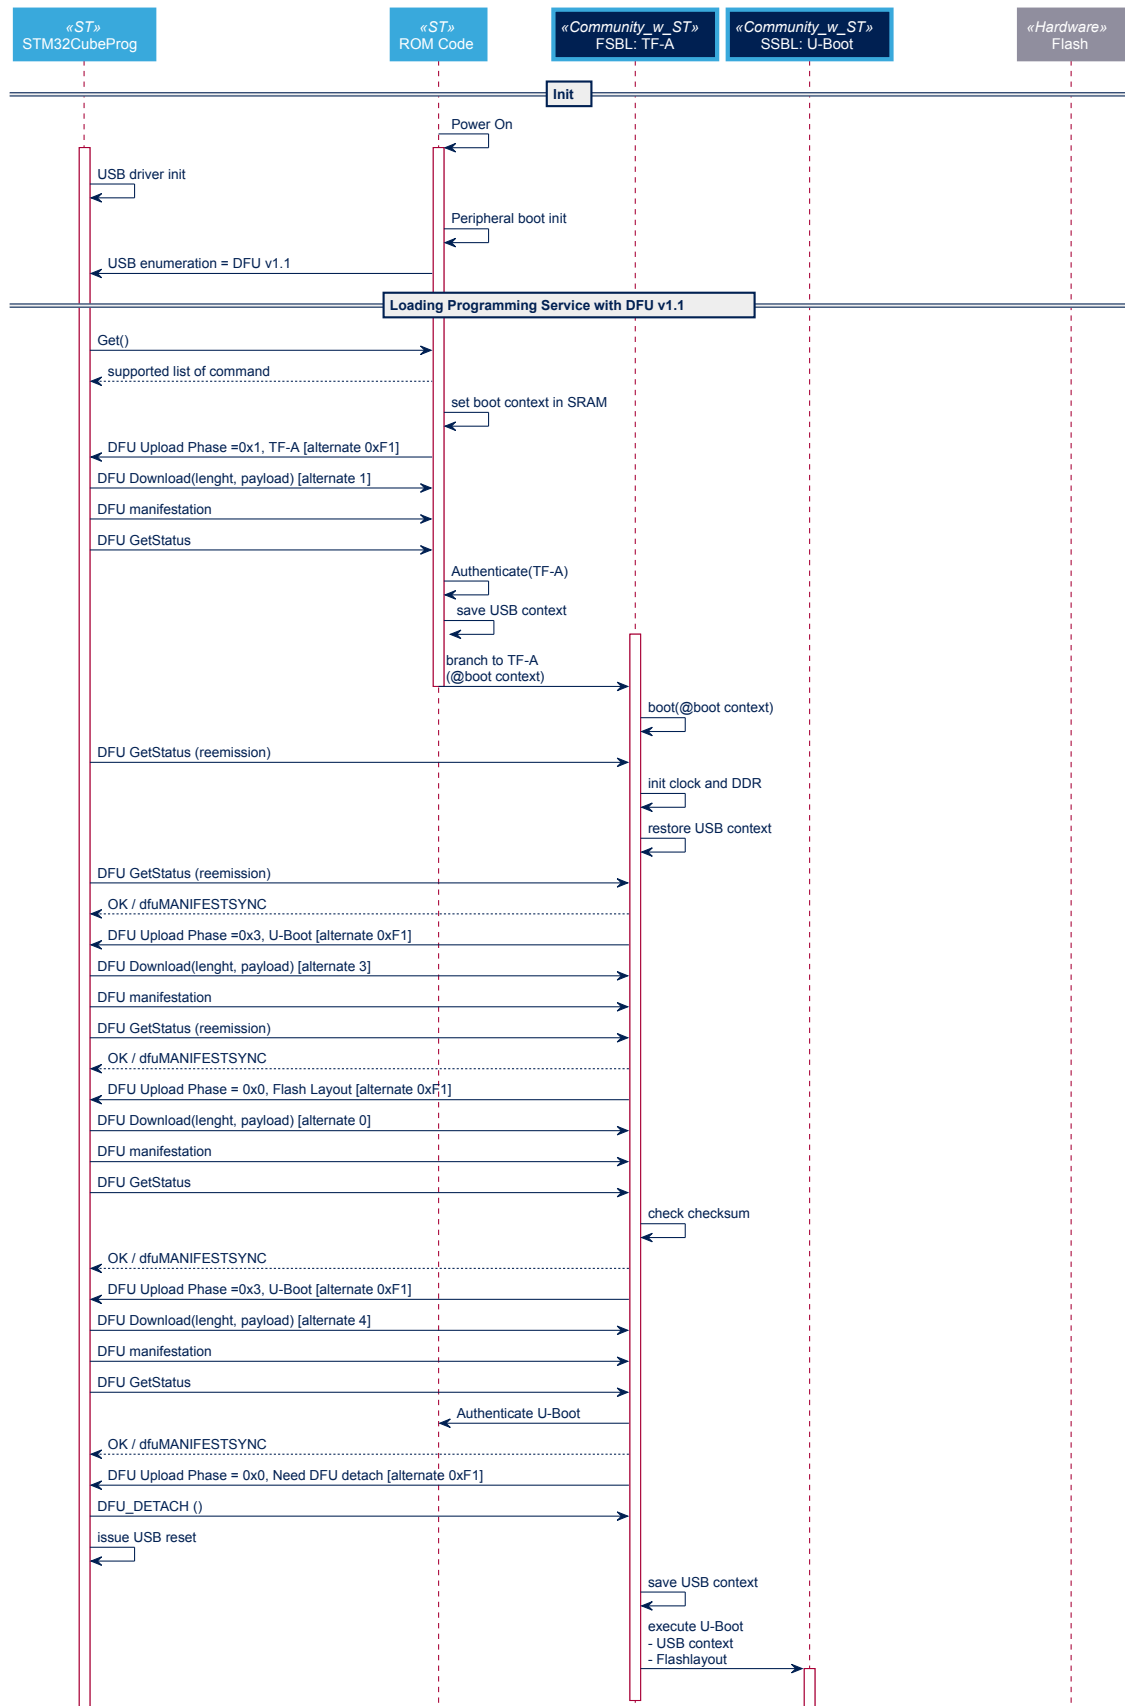 «ST»
STM32CubeProg
«ST»
ROM Code
«Community_w_ST»
FSBL: TF-A
«Community_w_ST»
SSBL: U-Boot
«Hardware»
Flash
Init
Power On
USB driver init
Peripheral boot init
USB enumeration = DFU v1.1
Loading Programming Service with DFU v1.1
Get()
supported list of command
set boot context in SRAM
DFU Upload Phase =0x1, TF-A [alternate 0xF1]
DFU Download(lenght, payload) [alternate 1]
DFU manifestation
DFU GetStatus
Authenticate(TF-A)
save USB context
branch to TF-A
(@boot context)
boot(@boot context)
DFU GetStatus (reemission)
init clock and DDR
restore USB context
DFU GetStatus (reemission)
OK / dfuMANIFESTSYNC
DFU Upload Phase =0x3, U-Boot [alternate 0xF1]
DFU Download(lenght, payload) [alternate 3]
DFU manifestation
DFU GetStatus (reemission)
OK / dfuMANIFESTSYNC
DFU Upload Phase = 0x0, Flash Layout [alternate 0xF1]
DFU Download(lenght, payload) [alternate 0]
DFU manifestation
DFU GetStatus
check checksum
OK / dfuMANIFESTSYNC
DFU Upload Phase =0x3, U-Boot [alternate 0xF1]
DFU Download(lenght, payload) [alternate 4]
DFU manifestation
DFU GetStatus
Authenticate U-Boot
OK / dfuMANIFESTSYNC
DFU Upload Phase = 0x0, Need DFU detach [alternate 0xF1]
DFU_DETACH ()
issue USB reset
save USB context
execute U-Boot
- USB context
- Flashlayout